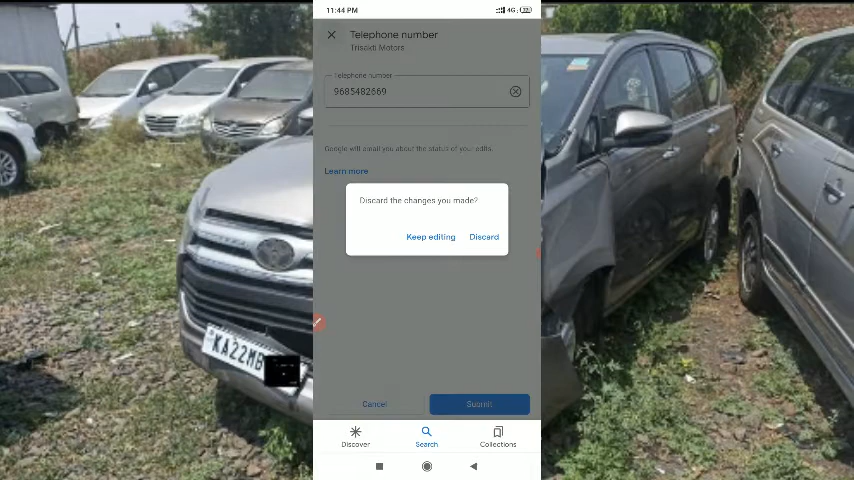 11:44 PM
4G
Telephone number
Trisakti Motors
Telephone number
9685482669
Google will email you about the status of your edits.
Learn more
Discard the changes you made?
Keep editing
Discard
KA22MB
Cancel
Submit
Discover
Search
Collections